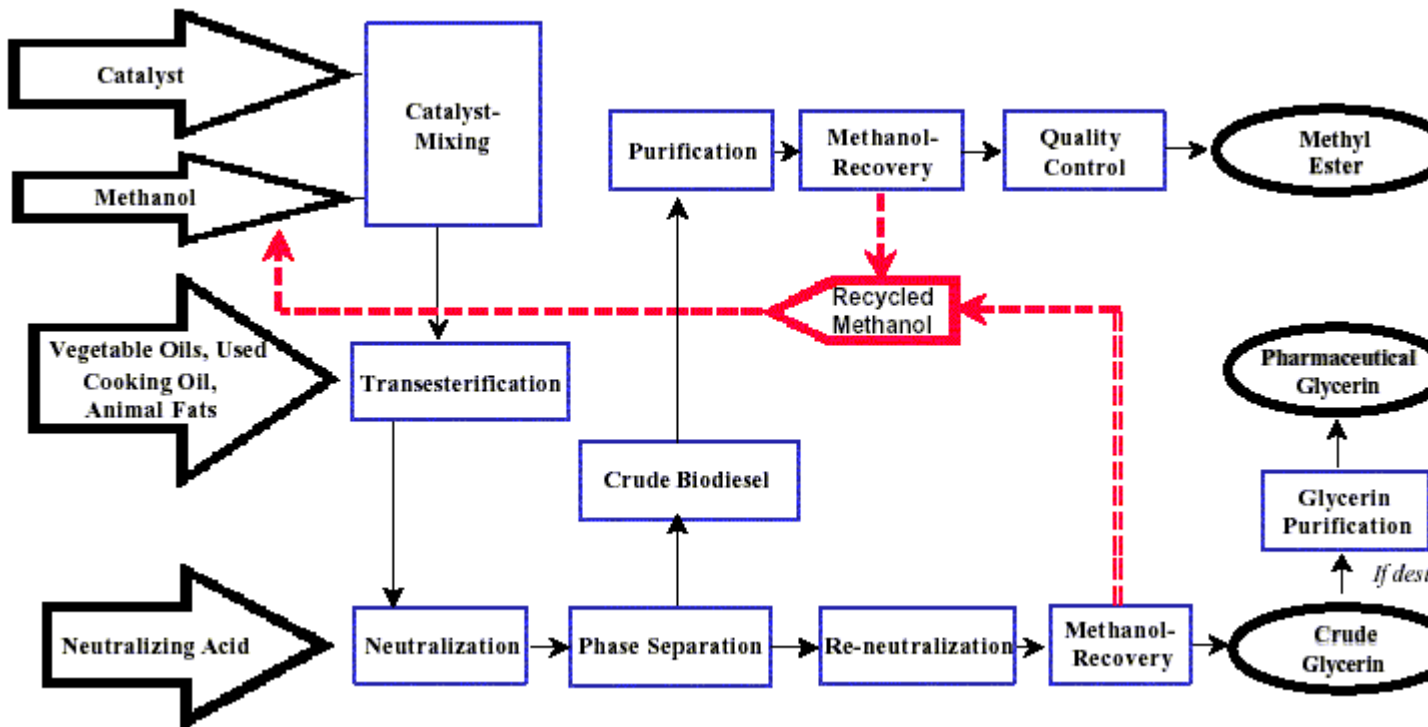 Catalyst
Catalyst-
Mixing
Methanol
Purification
Methanol-
Recovery
Quality
Control
Methyl
Ester
Recycled
Methanol
Vegetable Oils, Used
Cooking Oil,
Animal Fats
Transesterification
Pharmaceutical
Glycerin
Crude Biodiesel
Glycerin
Purification
If
Neutralizing Acid
Neutralization
Phase Separation
Re-neutralization
Methanol-
Recovery
Crude
Glycerin